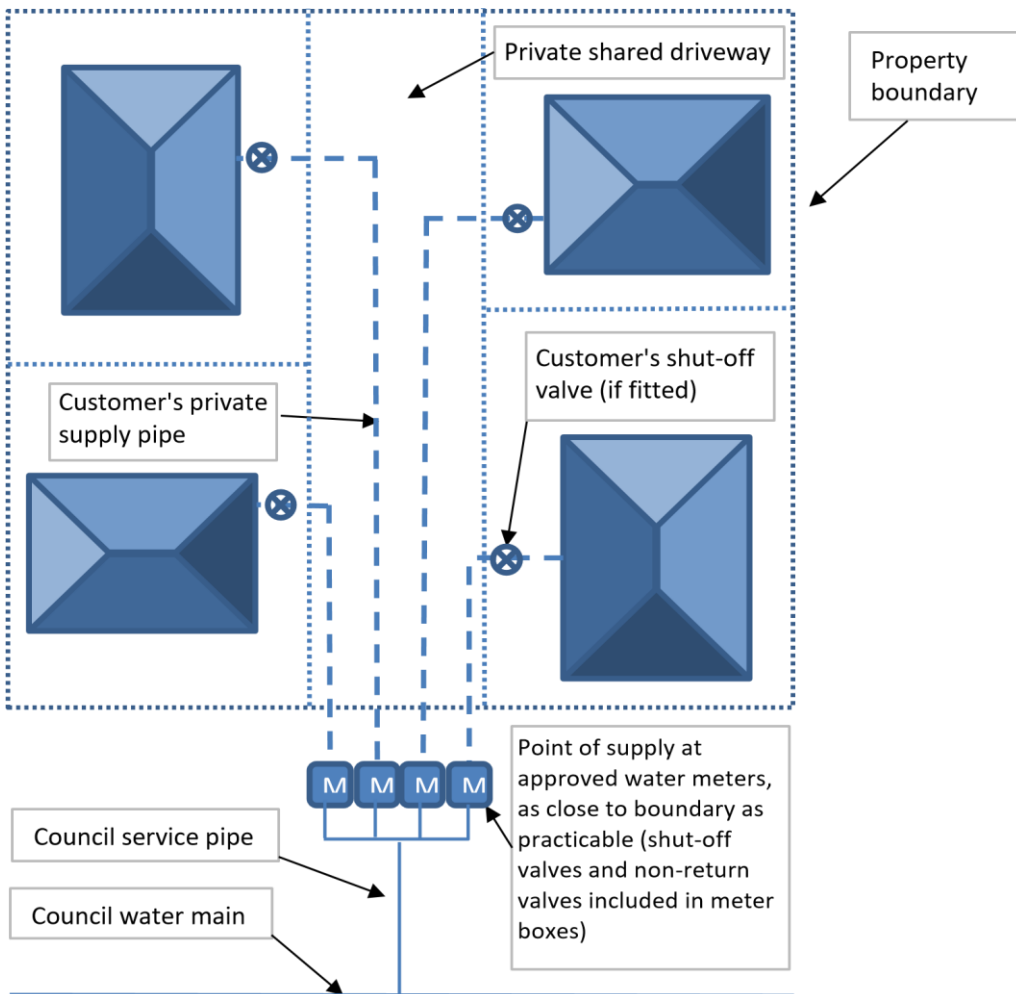 Private shared driveway
Property
boundary
Customer's shut-off
valve (if fitted)
Customer's private
supply pipe
M M M M
Point of supply at
approved water meters,
as close to boundary as
practicable (shut-off
valves and non-return
valves included in meter
boxes)
Council service pipe
Council water main